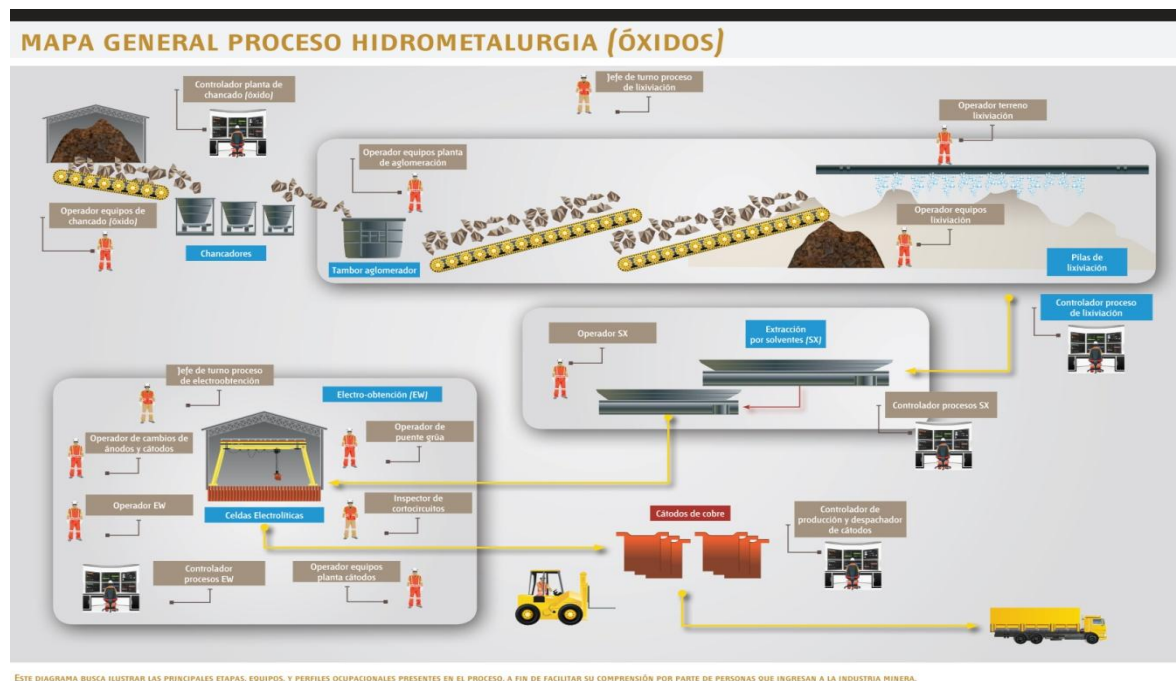 MAPA GENERAL PROCESO HIDROMETALURGIA (ÓXIDOS)
Controlador planta de
chancado (óxido)
Jefe de turno proceso
de lixiviación
Operador terreno
lixiviación
Operador equipos planta
de aglomeración
Operador equipos de
chancado (óxido)
Operador equipos
lixiviación
Chancadores
Tambor aglomerador
Pilas de
lixiviación
Controlador proceso
de lixiviación
Operador SX
Extracción
por solventes (SX)
Jefe de turno proceso
de electroobtención
Electro-obtención (EW)
Controlador procesos SX
Operador de cambios de
ánodos y cátodos
Operador de
puente grúa
Operador EW
Celdas Electrolíticas
Inspector de
cortocircuitos
Cátodos de cobre
Controlador de
producción y despachador
de cátodos
Controlador
procesos EW
Operador equipos
planta cátodos
ESTE DIAGRAMA BUSCA ILUSTRAR LAS PRINCIPALES ETAPAS, EQUIPOS, Y PERFILES OCUPACIONALES PRESENTES EN EL PROCESO, A FIN DE FACILITAR SU COMPRENSIÓN POR PARTE DE PERSONAS QUE INGRESAN A LA INDUSTRIA MINERA.